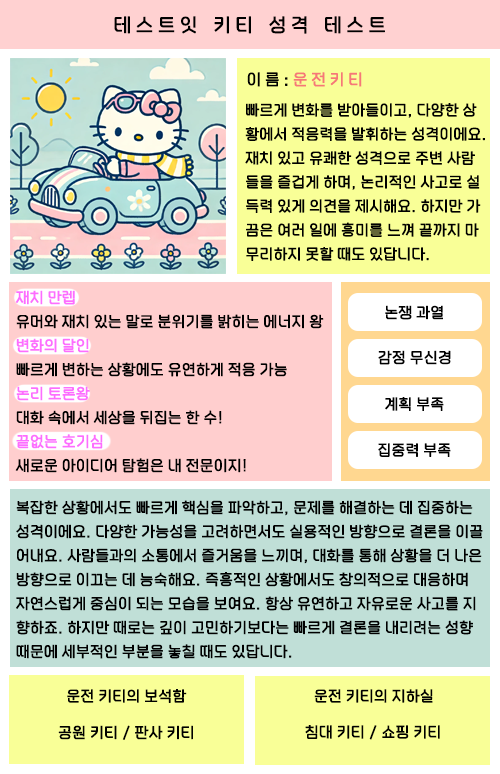 테스트잇 키티 성격 테스트
이름 : 운전키티
빠르게 변화를 받아들이고, 다양한 상
황에서 적응력을 발휘하는 성격이에요.
재치 있고 유쾌한 성격으로 주변 사람
들을 즐겁게 하며, 논리적인 사고로 설
득력 있게 의견을 제시해요. 하지만 가
끔은 여러 일에 흥미를 느껴 끝까지 마
무리하지 못할 때도 있답니다.
재치 만렙
유머와 재치 있는 말로 분위기를 밝히는 에너지 왕
변화의 달인
빠르게 변하는 상황에도 유연하게 적응 가능
논리 토론왕
대화 속에서 세상을 뒤집는 한 수!
끝없는 호기심
새로운 아이디어 탐험은 내 전문이지!
논쟁 과열
감정 무신경
계획 부족
집중력 부족
복잡한 상황에서도 빠르게 핵심을 파악하고, 문제를 해결하는 데 집중하는
성격이에요. 다양한 가능성을 고려하면서도 실용적인 방향으로 결론을 이끌
어내요. 사람들과의 소통에서 즐거움을 느끼며, 대화를 통해 상황을 더 나은
방향으로 이끄는 데 능숙해요. 즉흥적인 상황에서도 창의적으로 대응하며
자연스럽게 중심이 되는 모습을 보여요. 항상 유연하고 자유로운 사고를 지
향하죠. 하지만 때로는 깊이 고민하기보다는 빠르게 결론을 내리려는 성향
때문에 세부적인 부분을 놓칠 때도 있답니다.
운전 키티의 보석함
공원 키티 / 판사 키티
운전 키티의 지하실
침대 키티 / 쇼핑 키티